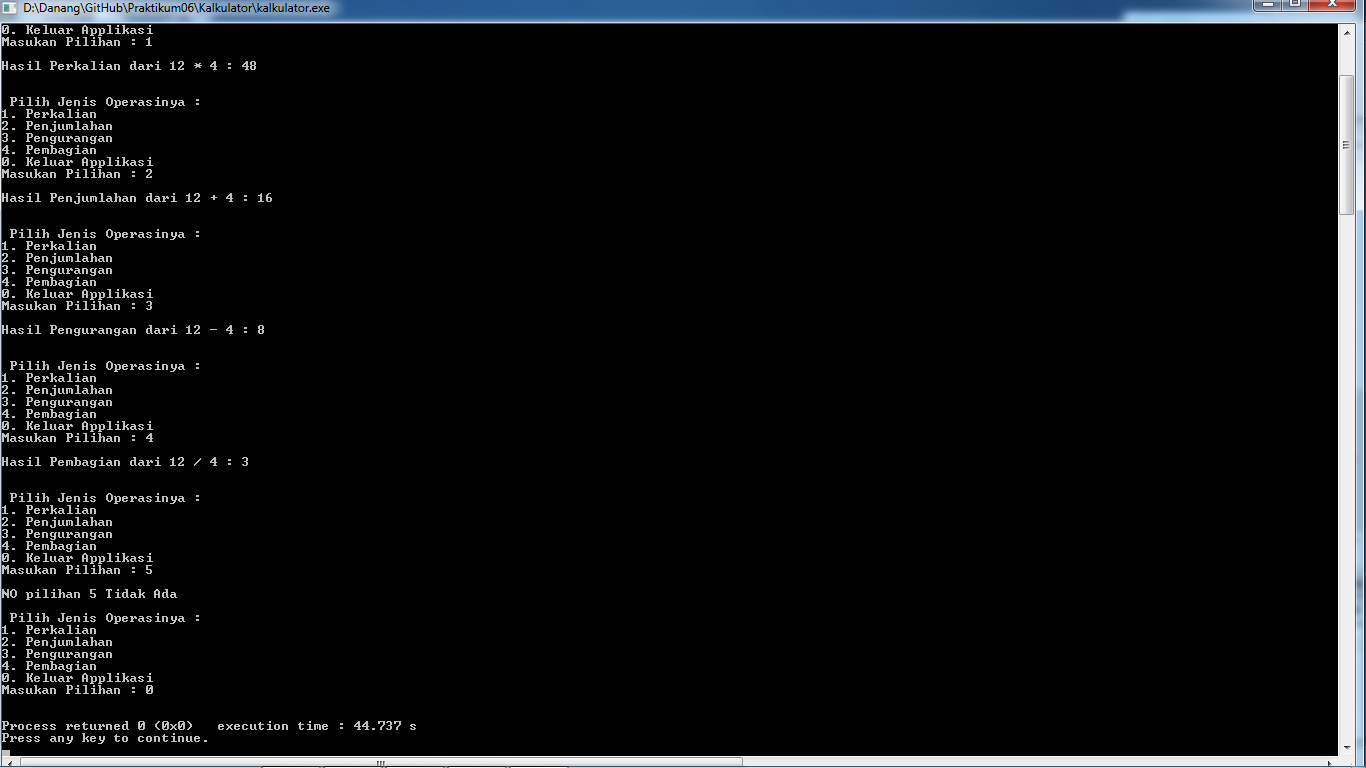 D:\Danang\GitHub\Praktikum06\Kalkulator\kalkulator.exe
0. Keluar Applikasi
Masukan Pilihan : 1
Hasil Perkalian dari 12 * 4 : 48
Pilih Jenis Operasinya :
1. Perkalian
2. Penjumlahan
3. Pengurangan
4. Pembagian
0. Keluar Applikasi
Masukan Pilihan : 2
Hasil Penjumlahan dari 12 + 4 : 16
Pilih Jenis Operasinya :
1. Perkalian
2. Penjumlahan
3. Pengurangan
4. Pembagian
0. Keluar Applikasi
Masukan Pilihan : 3
Hasil Pengurangan dari 12 - 4 : 8
Pilih Jenis Operasinya :
1. Perkalian
2. Penjumlahan
3. Pengurangan
4. Pembagian
0. Keluar Applikasi
Masukan Pilihan : 4
Hasil Pembagian dari 12 / 4 : 3
Pilih Jenis Operasinya :
1. Perkalian
2. Penjumlahan
3. Pengurangan
4. Pembagian
0. Keluar Applikasi
Masukan Pilihan : 5
NO pilihan 5 Tidak Ada
Pilih Jenis Operasinya :
1. Perkalian
2. Penjumlahan
3. Pengurangan
4. Pembagian
0. Keluar Applikasi
Masukan Pilihan : 0
Process returned 0 (0x0)   execution time : 44.737 s
Press any key to continue.